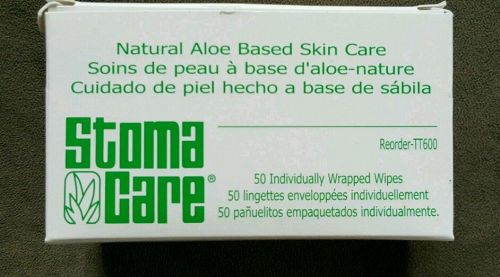 Natural Aloe Based Skin Care
Soins de peau à base d'aloe-nature
Cuidado de piel hecho a base de sábila
Stoma
Care®
Reorder-TT600
50 Individually Wrapped Wipes
50 lingettes enveloppées individuellement
50 pañuelitos empaquetados individualmente.